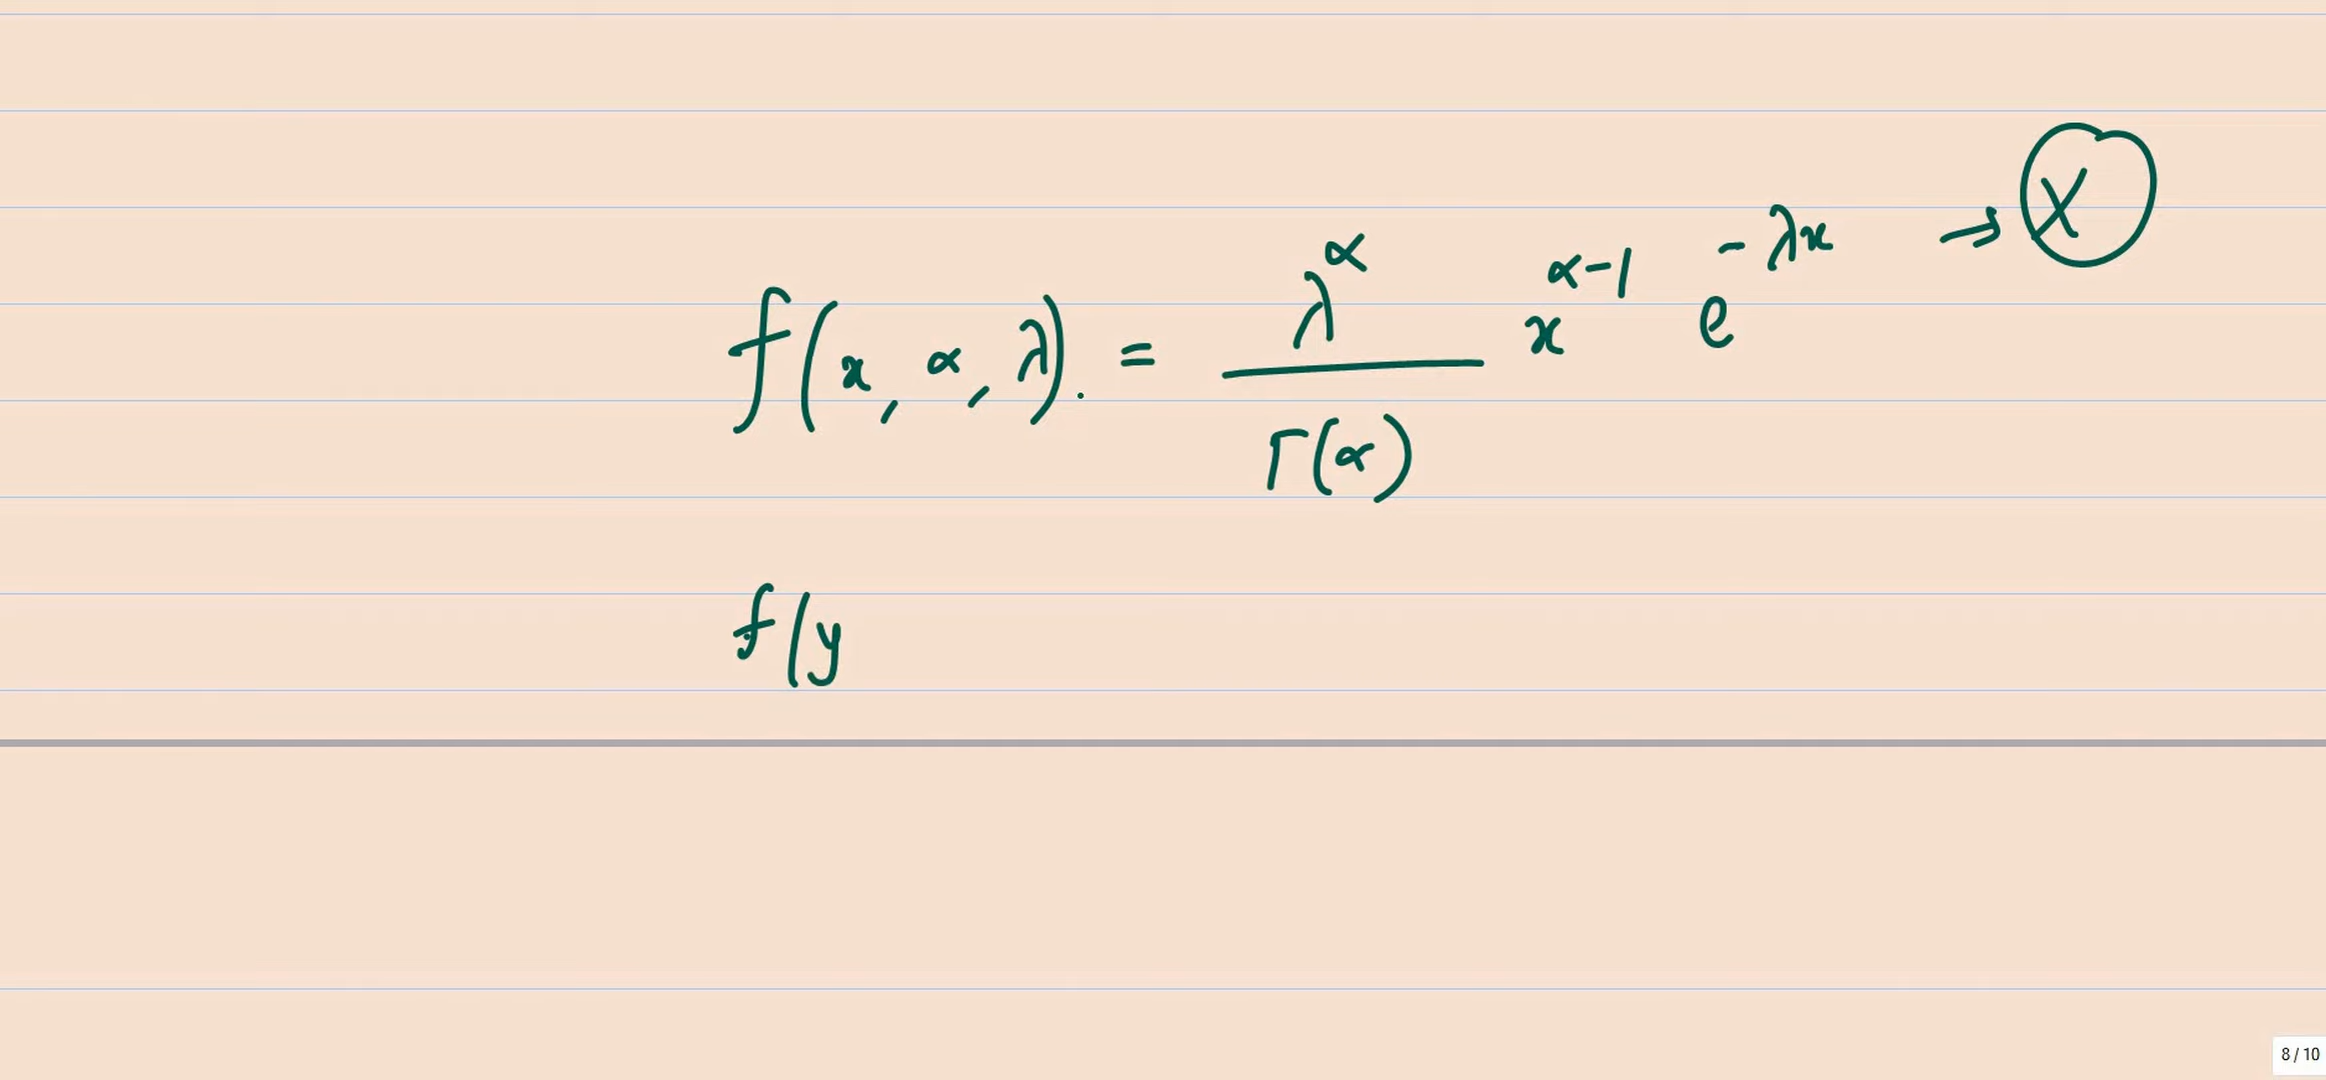 f(x, α, λ). = λ^α / Γ(α) x^(α-1) e^(-λx) → X
f(y
8 / 10